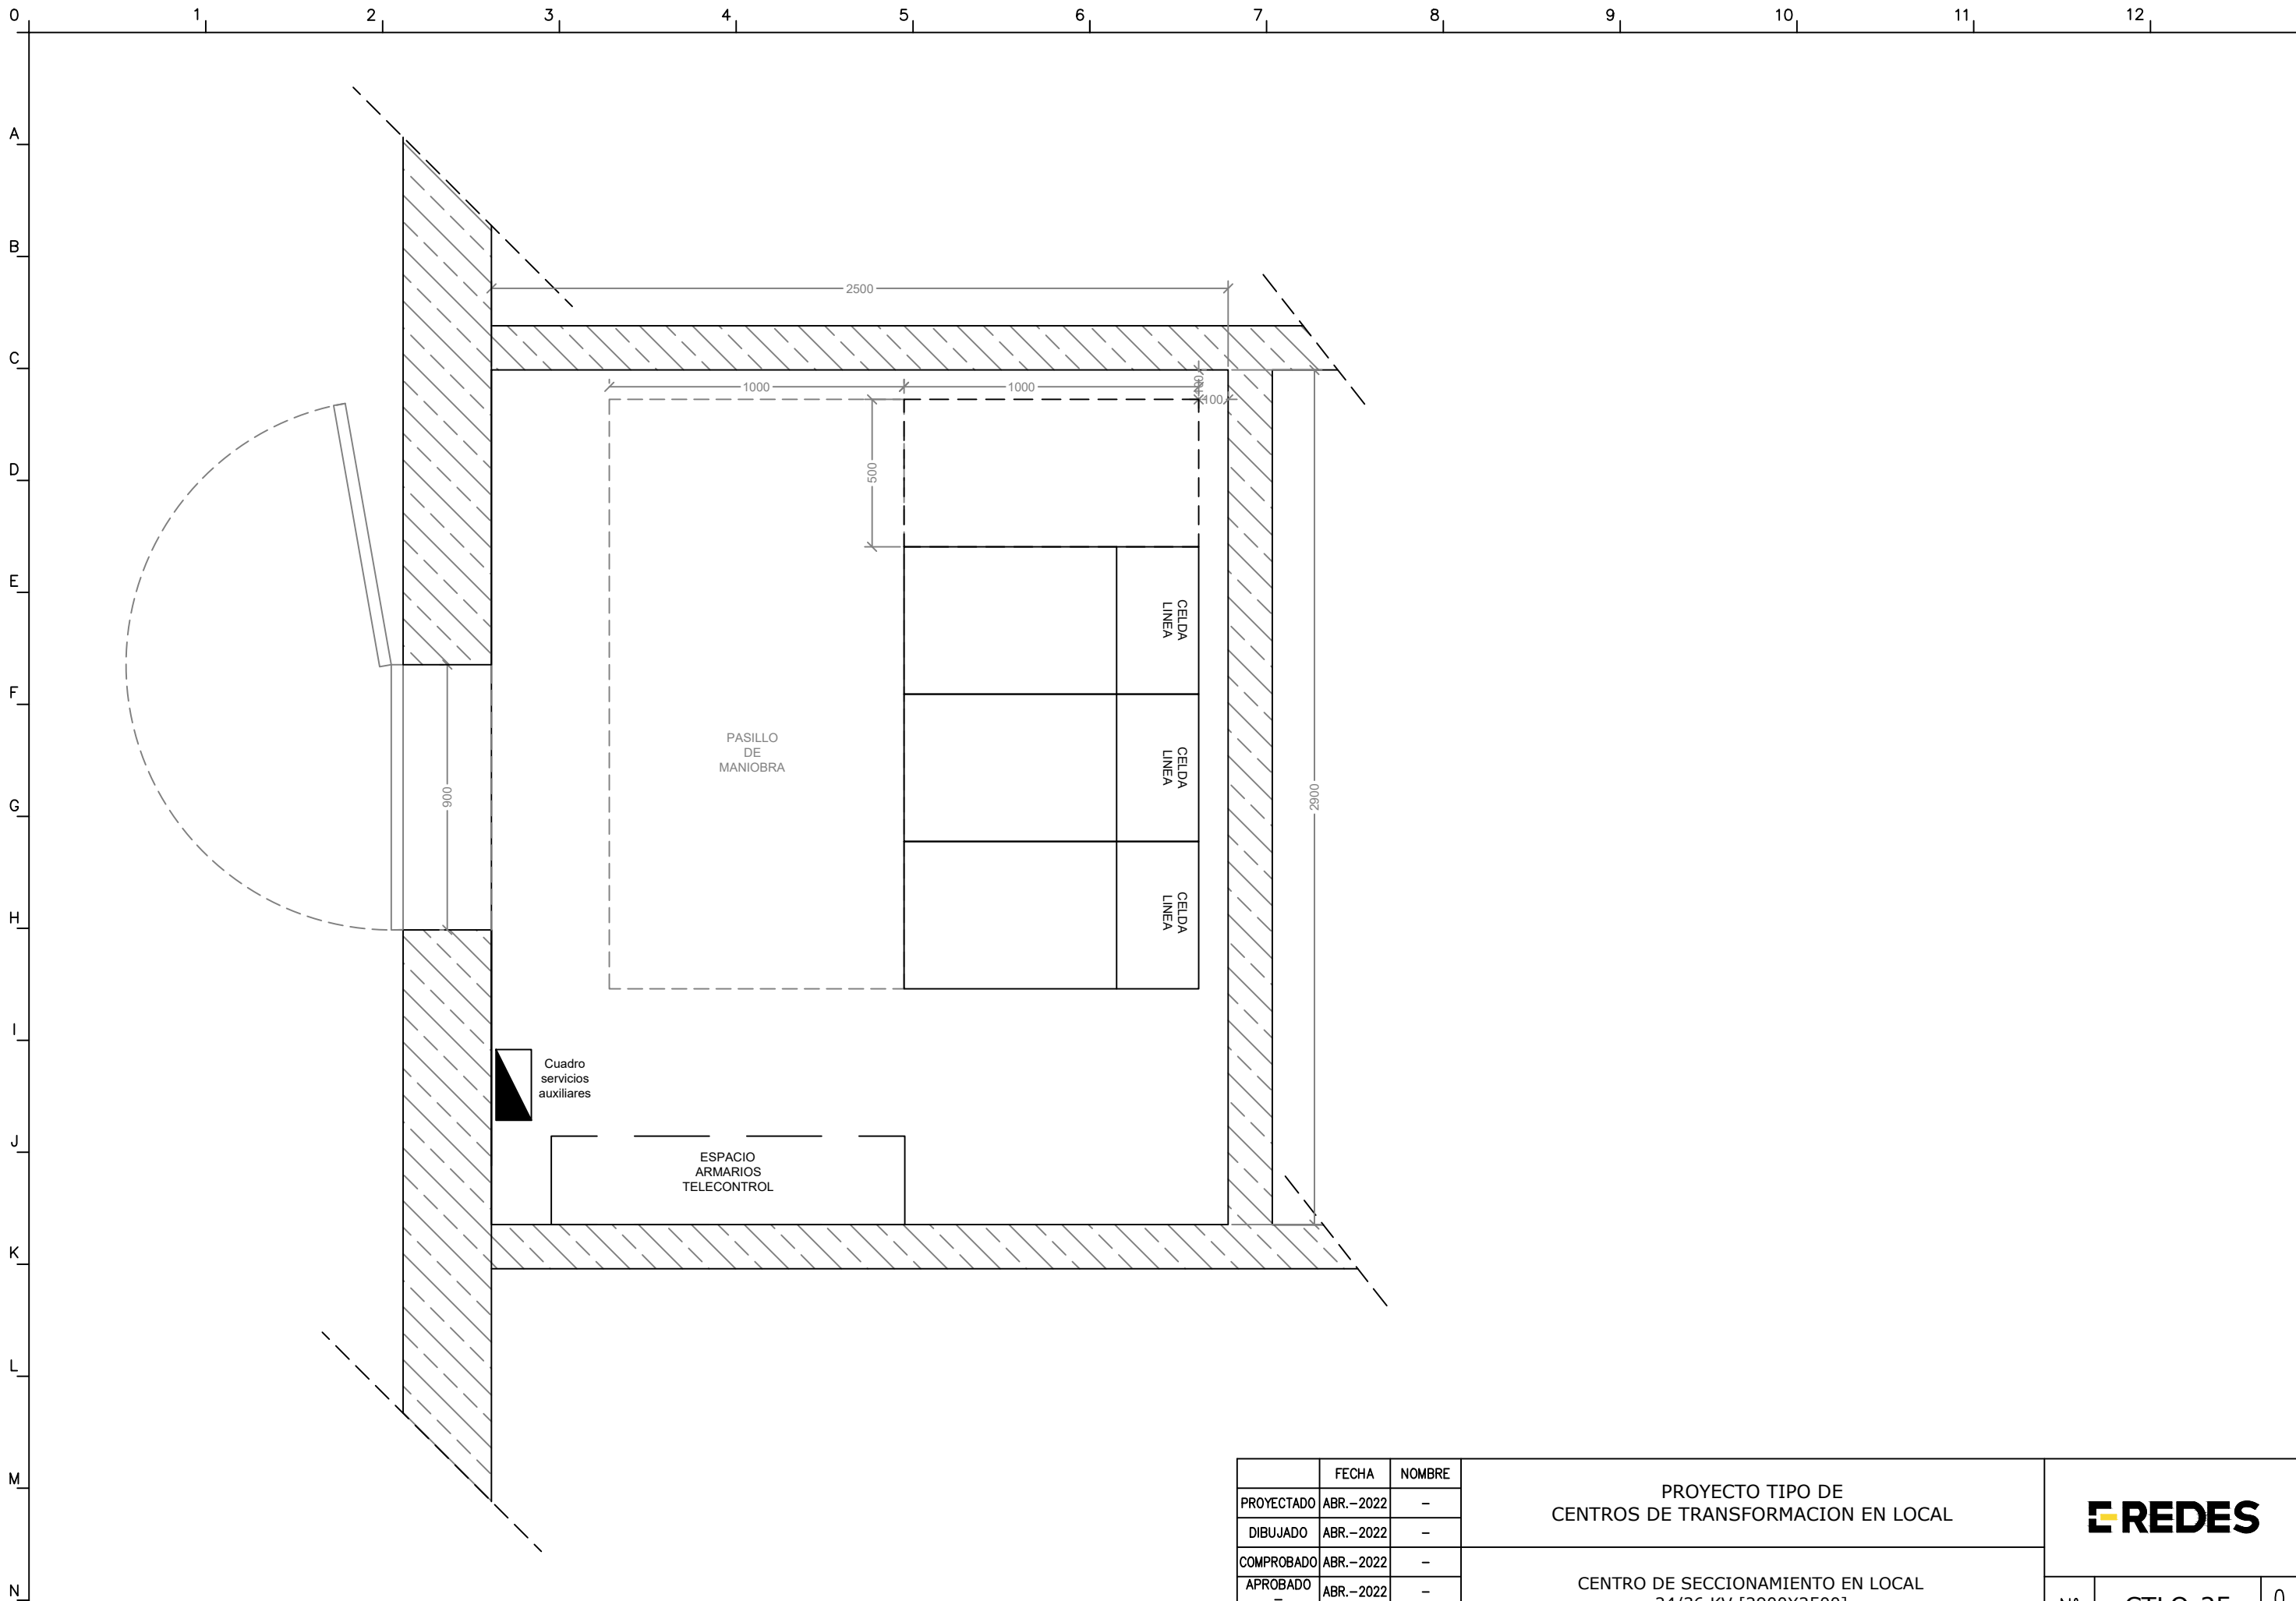 0 1 2 3 4 5 6 7 8 9 10 11 12
A
B
C
D
E
F
G
H
I
J
K
L
M
N
2500
1000
1000
100
100
500
CELDA
LINEA
CELDA
LINEA
CELDA
LINEA
PASILLO
DE
MANIOBRA
900
2900
Cuadro
servicios
auxiliares
ESPACIO
ARMARIOS
TELECONTROL
FECHA NOMBRE
PROYECTADO ABR.-2022 -
DIBUJADO ABR.-2022 -
COMPROBADO ABR.-2022 -
APROBADO ABR.-2022 -
-
PROYECTO TIPO DE
CENTROS DE TRANSFORMACION EN LOCAL
CENTRO DE SECCIONAMIENTO EN LOCAL
E-REDES